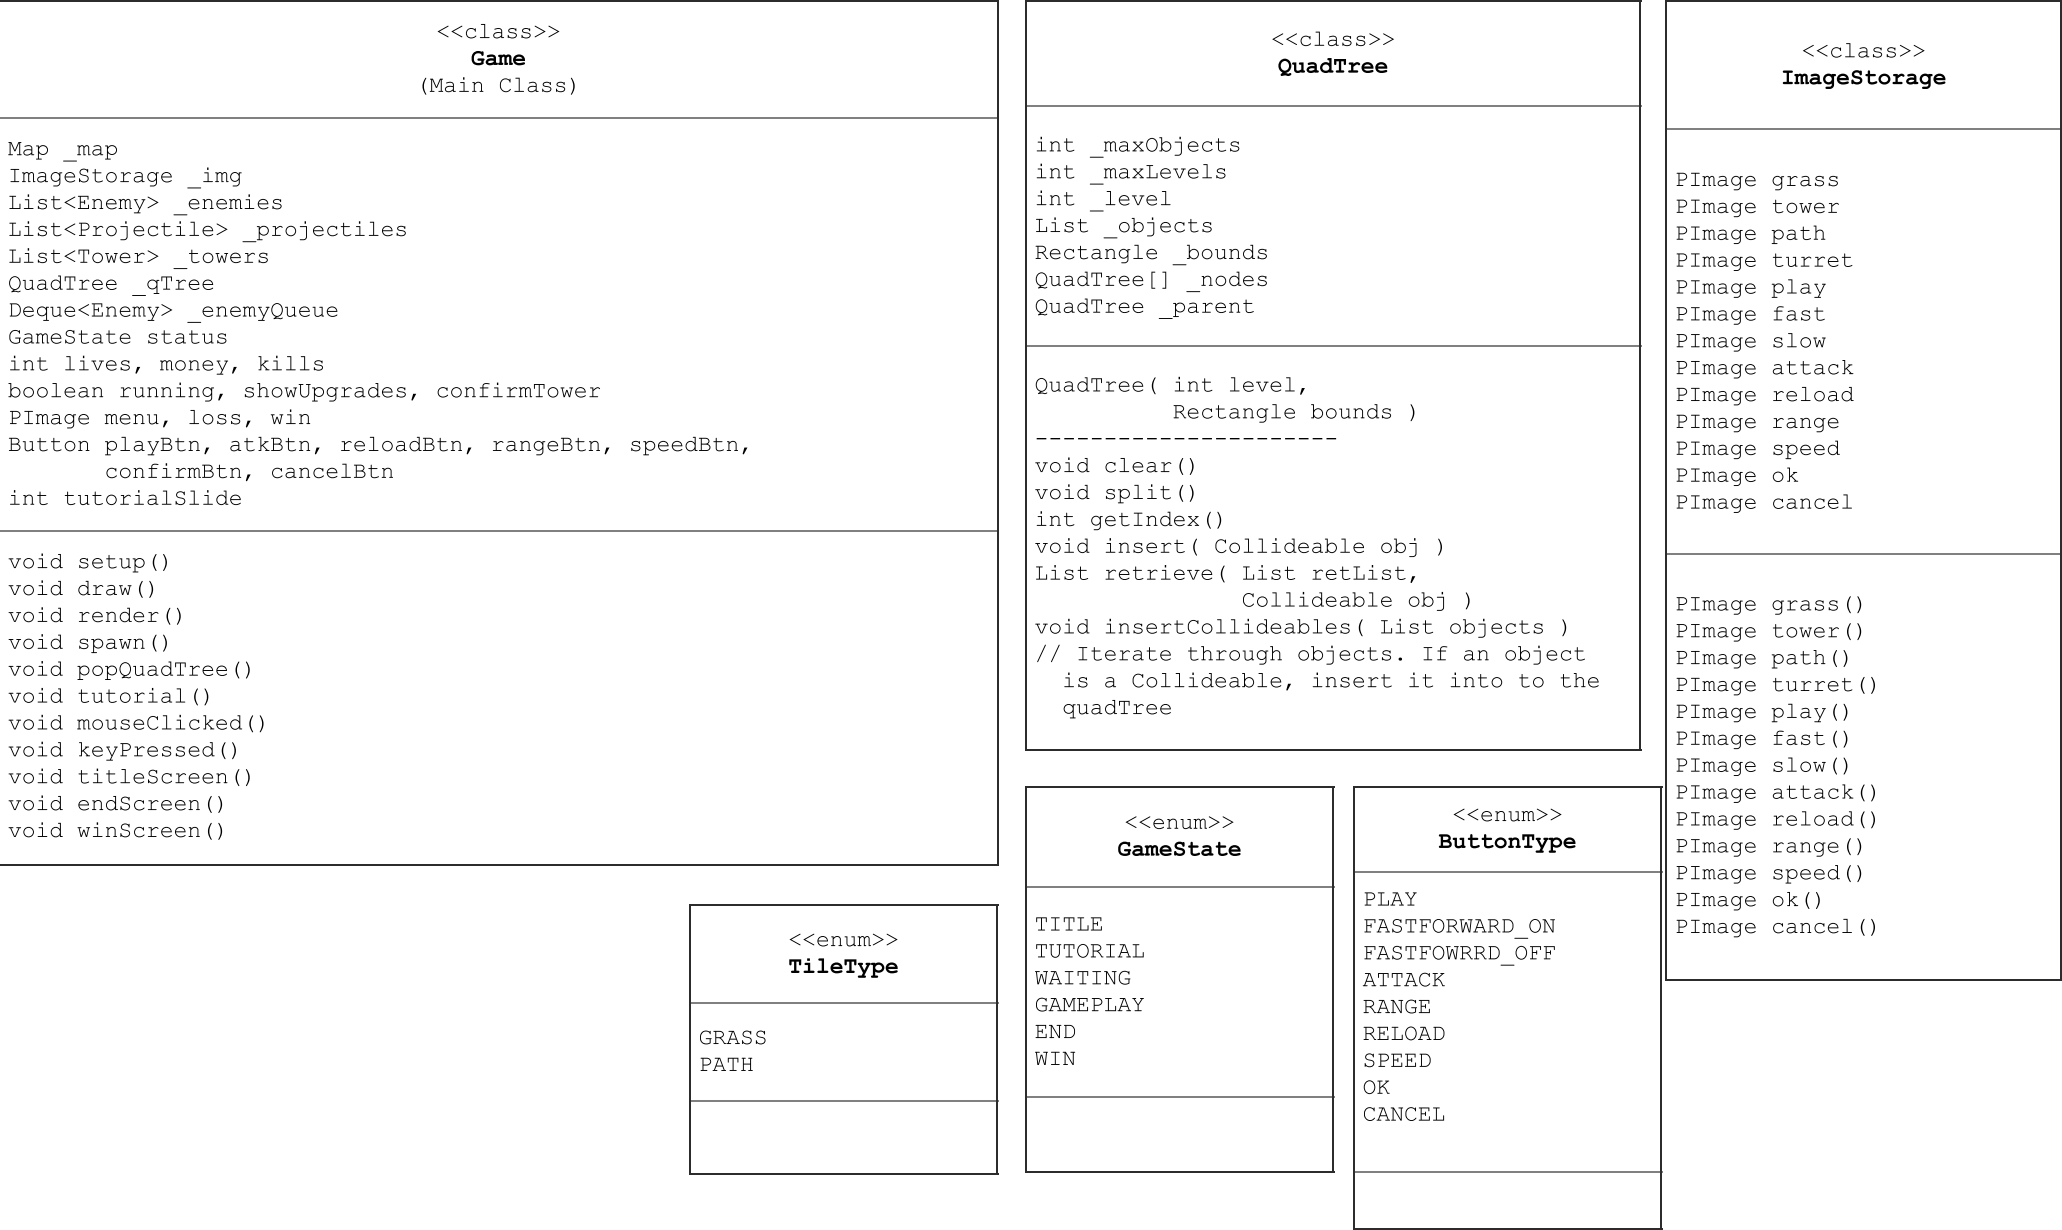 <<class>>
Game
(Main Class)
Map _map
ImageStorage _img
List<Enemy> _enemies
List<Projectile> _projectiles
List<Tower> _towers
QuadTree _qTree
Deque<Enemy> _enemyQueue
GameState status
int lives, money, kills
boolean running, showUpgrades, confirmTower
PImage menu, loss, win
Button playBtn, atkBtn, reloadBtn, rangeBtn, speedBtn,
confirmBtn, cancelBtn
int tutorialSlide
void setup()
void draw()
void render()
void spawn()
void popQuadTree()
void tutorial()
void mouseClicked()
void keyPressed()
void titleScreen()
void endScreen()
void winScreen()
<<class>>
QuadTree
int _maxObjects
int _maxLevels
int _level
List _objects
Rectangle _bounds
QuadTree[] _nodes
QuadTree _parent
QuadTree( int level,
Rectangle bounds )
----------------------
void clear()
void split()
int getIndex()
void insert( Collideable obj )
List retrieve( List retList,
Collideable obj )
void insertCollideables( List objects )
// Iterate through objects. If an object
is a Collideable, insert it into to the
quadTree
<<class>>
ImageStorage
PImage grass
PImage tower
PImage path
PImage turret
PImage play
PImage fast
PImage slow
PImage attack
PImage reload
PImage range
PImage speed
PImage ok
PImage cancel
PImage grass()
PImage tower()
PImage path()
PImage turret()
PImage play()
PImage fast()
PImage slow()
PImage attack()
PImage reload()
PImage range()
PImage speed()
PImage ok()
PImage cancel()
<<enum>>
TileType
GRASS
PATH
<<enum>>
GameState
TITLE
TUTORIAL
WAITING
GAMEPLAY
END
WIN
<<enum>>
ButtonType
PLAY
FASTFORWARD_ON
FASTFOWRRD_OFF
ATTACK
RANGE
RELOAD
SPEED
OK
CANCEL